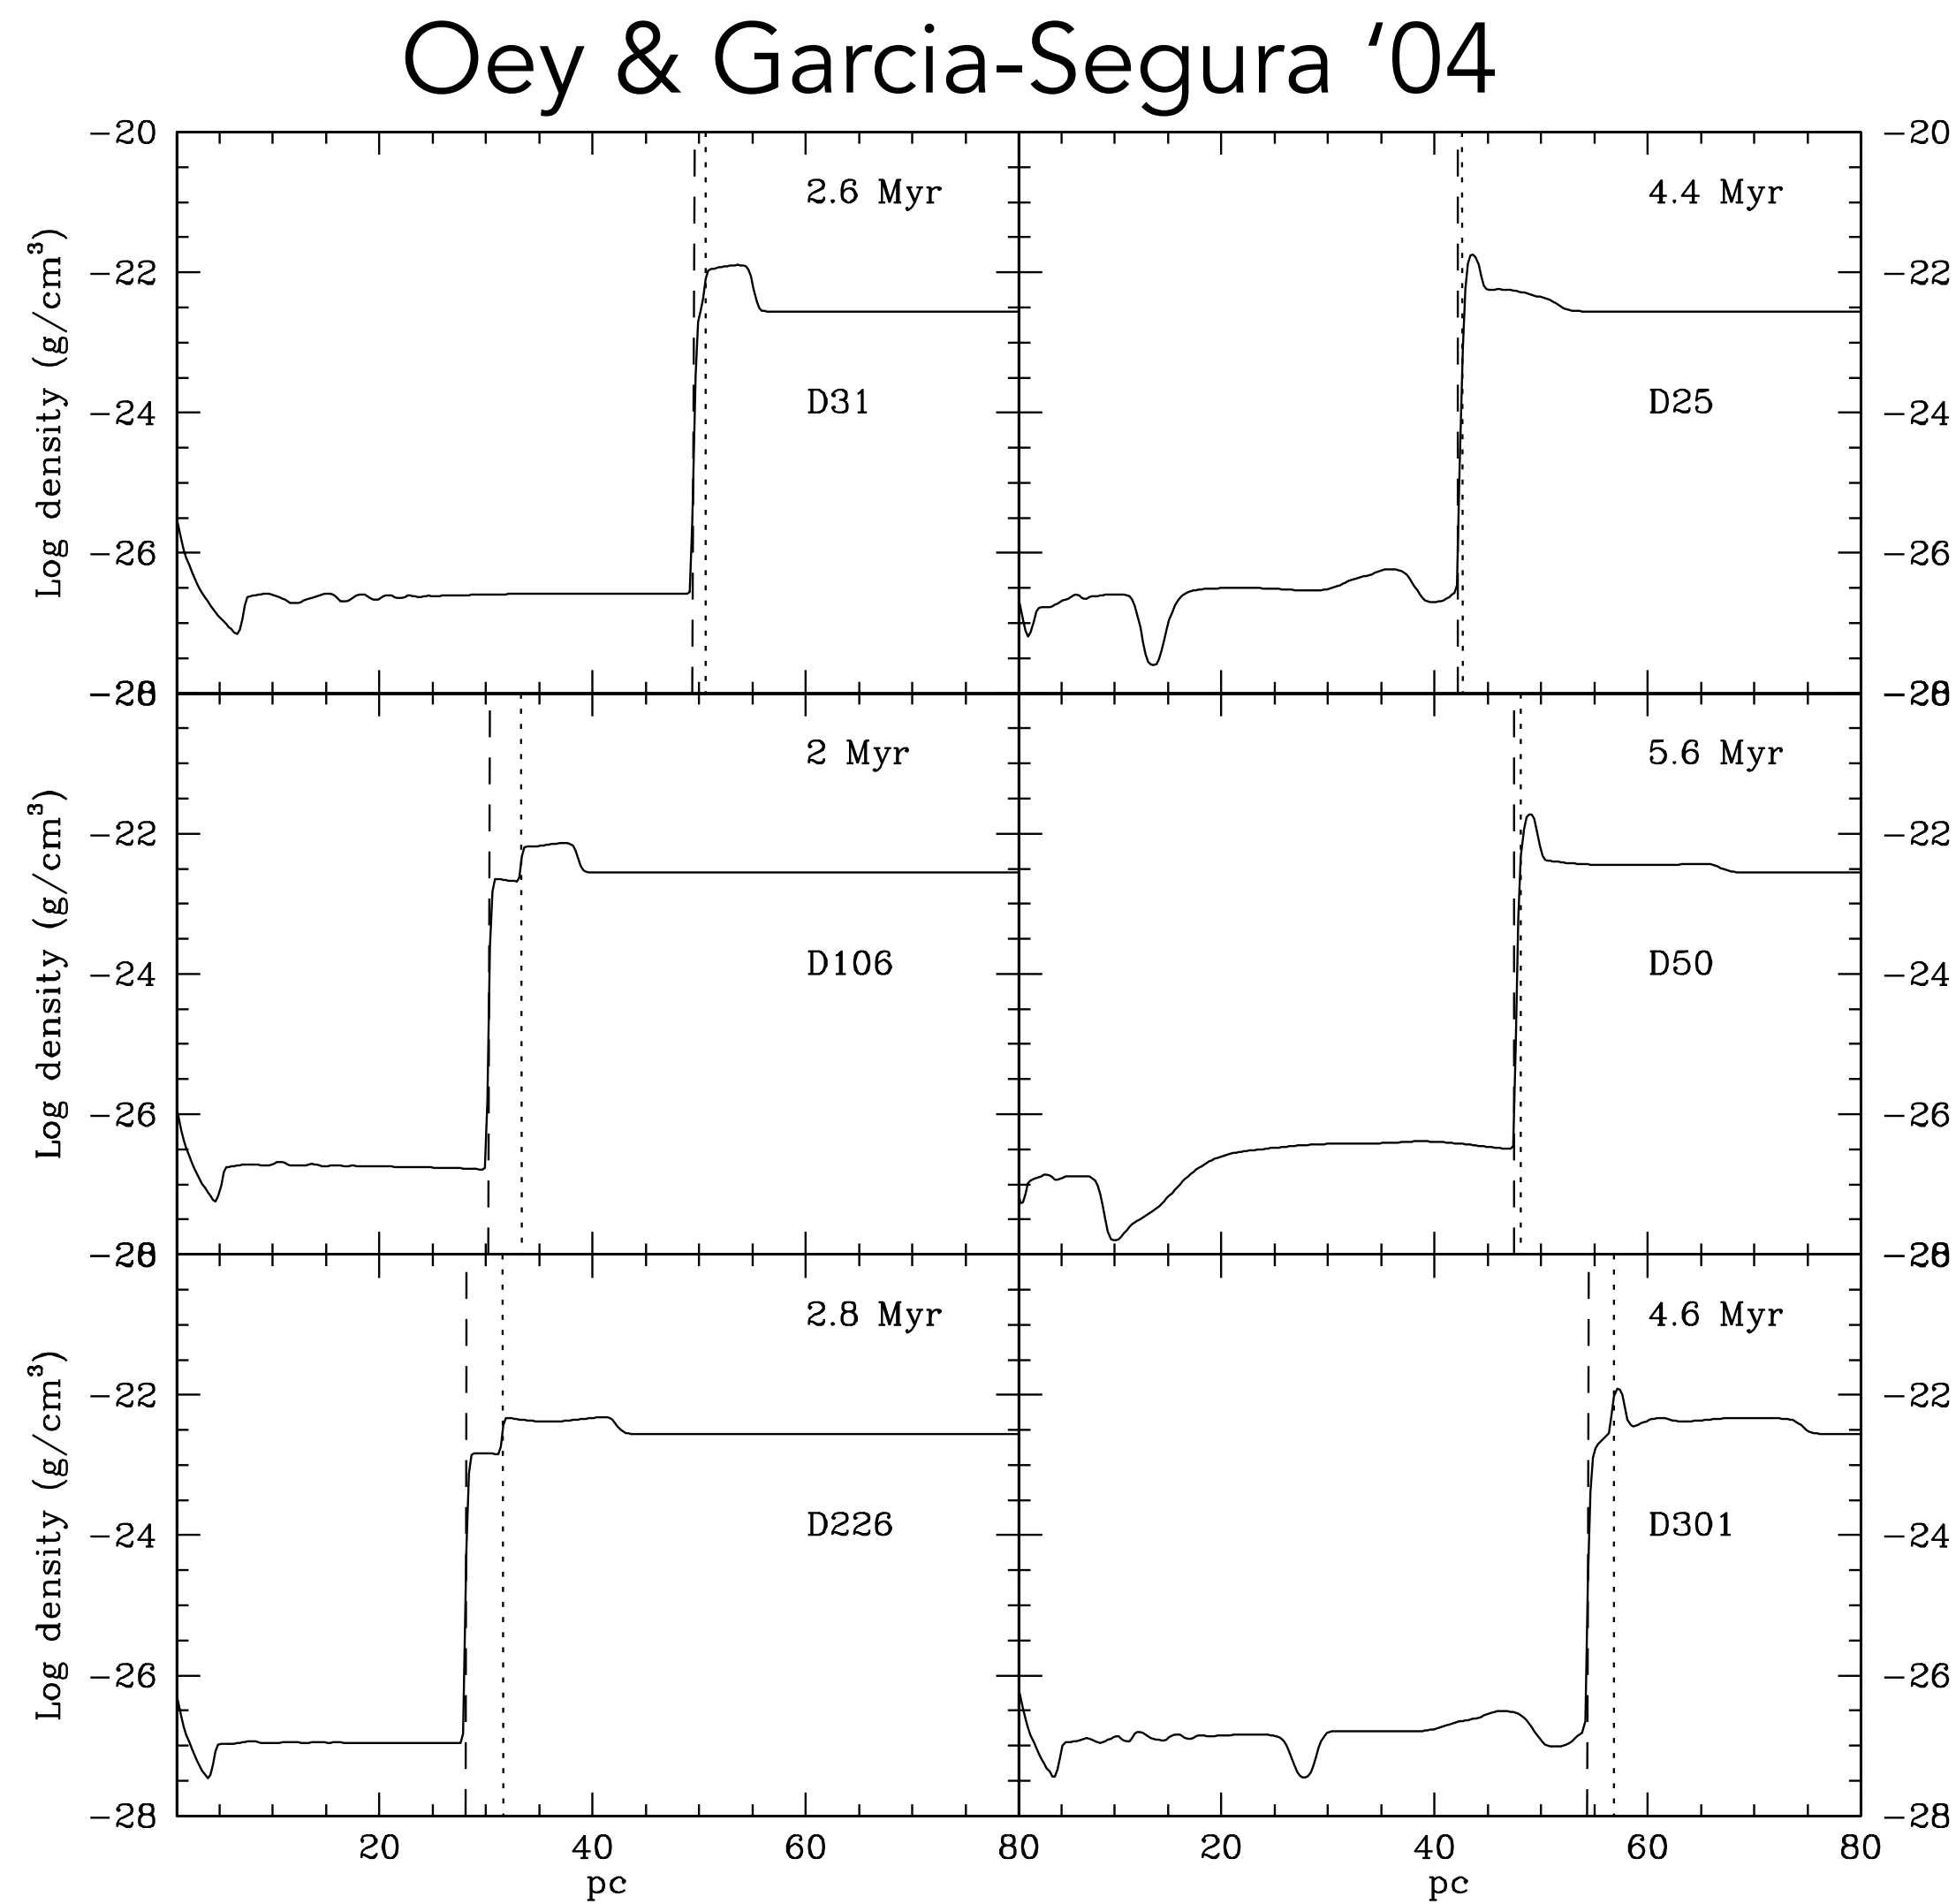 Oey & Garcia-Segura ‘04
−20
−22
−24
−26
−28
Log density (g/cm³)
2.6 Myr
D31
4.4 Myr
D25
−20
−22
−24
−26
−28
−22
−24
−26
−28
Log density (g/cm³)
2 Myr
D106
5.6 Myr
D50
−22
−24
−26
−28
−22
−24
−26
−28
Log density (g/cm³)
2.8 Myr
D226
4.6 Myr
D301
−22
−24
−26
−28
20 40 60 80 20 40 60 80
pc pc